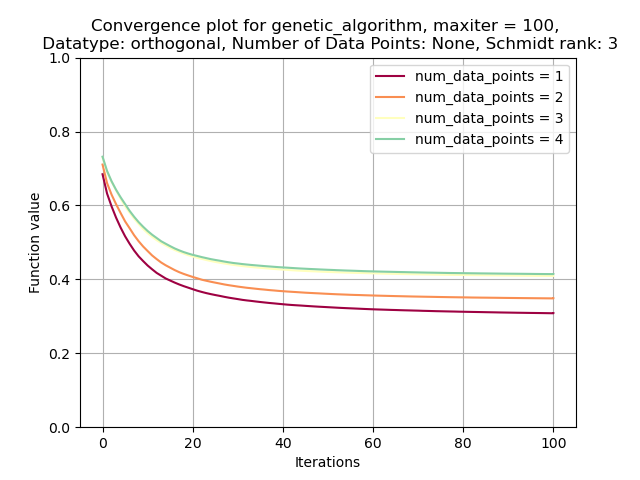 Convergence plot for genetic_algorithm, maxiter = 100,
Datatype: orthogonal, Number of Data Points: None, Schmidt rank: 3
1.0
0.8
0.6
0.4
0.2
0.0
Function value
num_data_points = 1
num_data_points = 2
num_data_points = 3
num_data_points = 4
0 20 40 60 80 100
Iterations